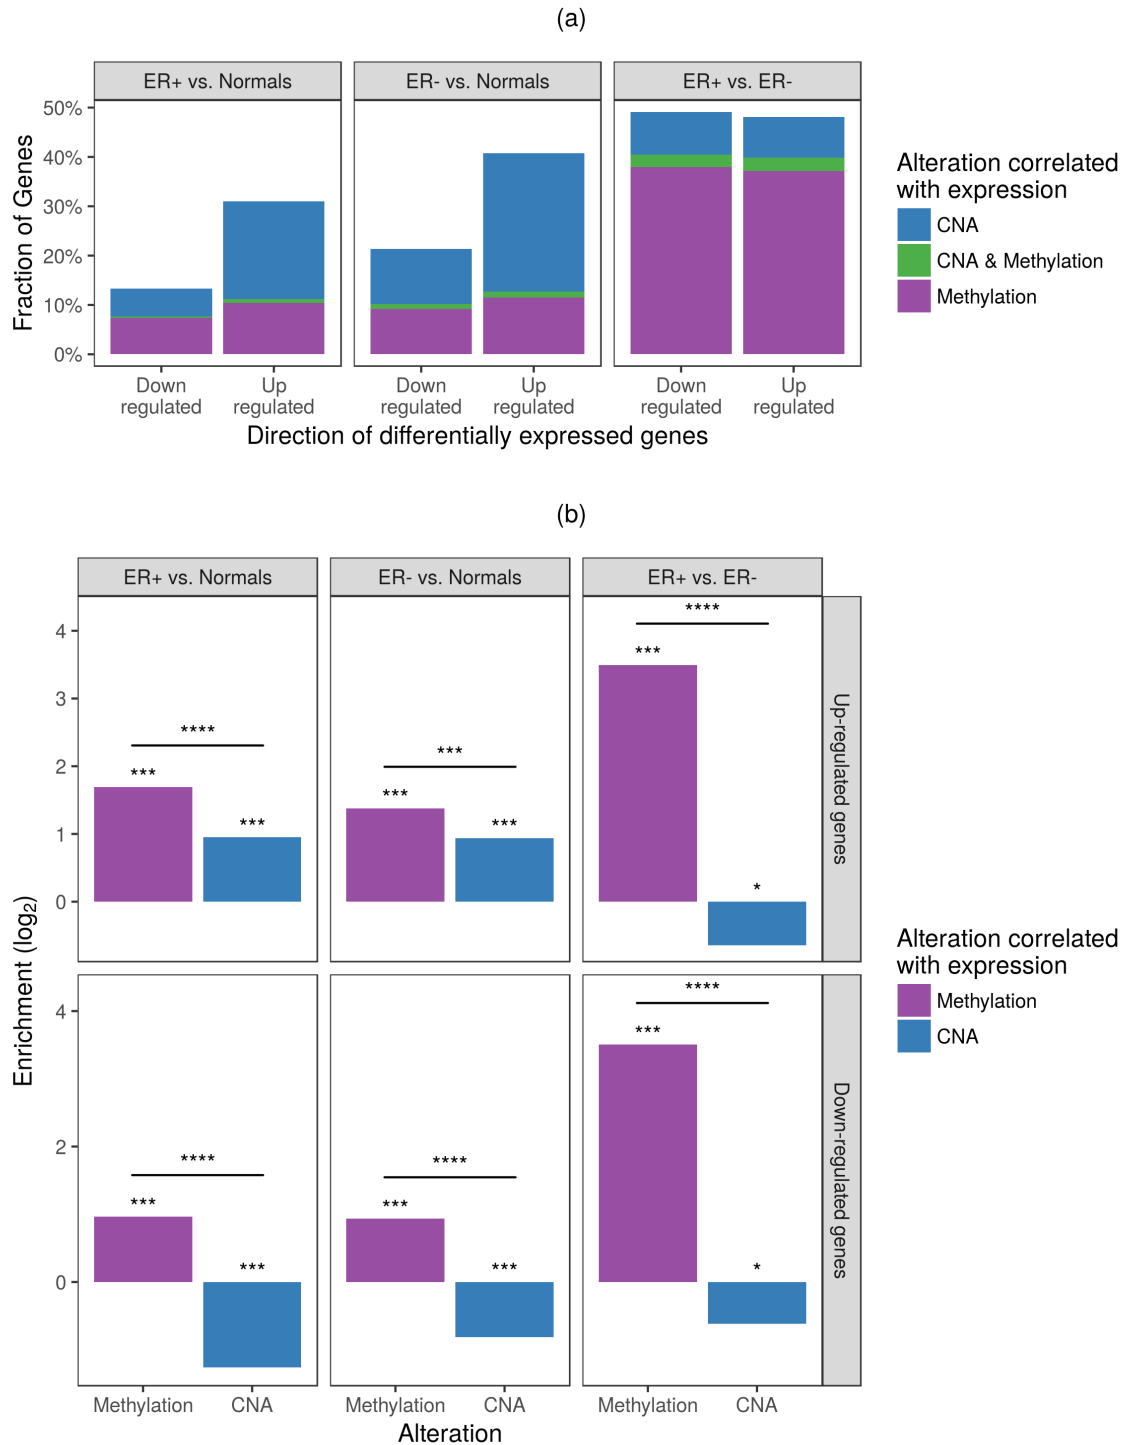 (a)
ER+ vs. Normals
ER- vs. Normals
ER+ vs. ER-
Fraction of Genes
50%
40%
30%
20%
10%
0%
Down
regulated
Up
regulated
Down
regulated
Up
regulated
Down
regulated
Up
regulated
Direction of differentially expressed genes
Alteration correlated
with expression
CNA
CNA & Methylation
Methylation
(b)
ER+ vs. Normals
ER- vs. Normals
ER+ vs. ER-
Enrichment (log2)
4
3
2
1
0
****
***
***
***
***
***
****
***
*
Up-regulated genes
4
2
0
****
***
***
****
***
***
****
***
*
Down-regulated genes
Methylation
CNA
Methylation
CNA
Methylation
CNA
Alteration
Alteration correlated
with expression
Methylation
CNA